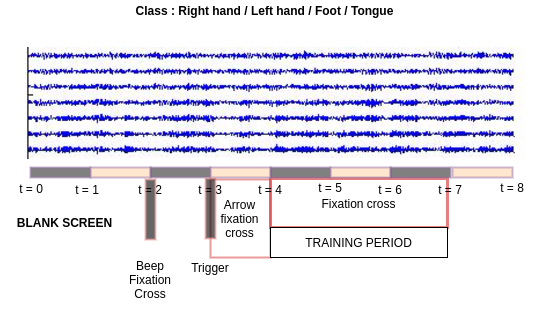 Class : Right hand / Left hand / Foot / Tongue
t = 0
t = 1
t = 2
t = 3
t = 4
t = 5
t = 6
t = 7
t = 8
BLANK SCREEN
Beep
Fixation
Cross
Trigger
Arrow
fixation
cross
Fixation cross
TRAINING PERIOD